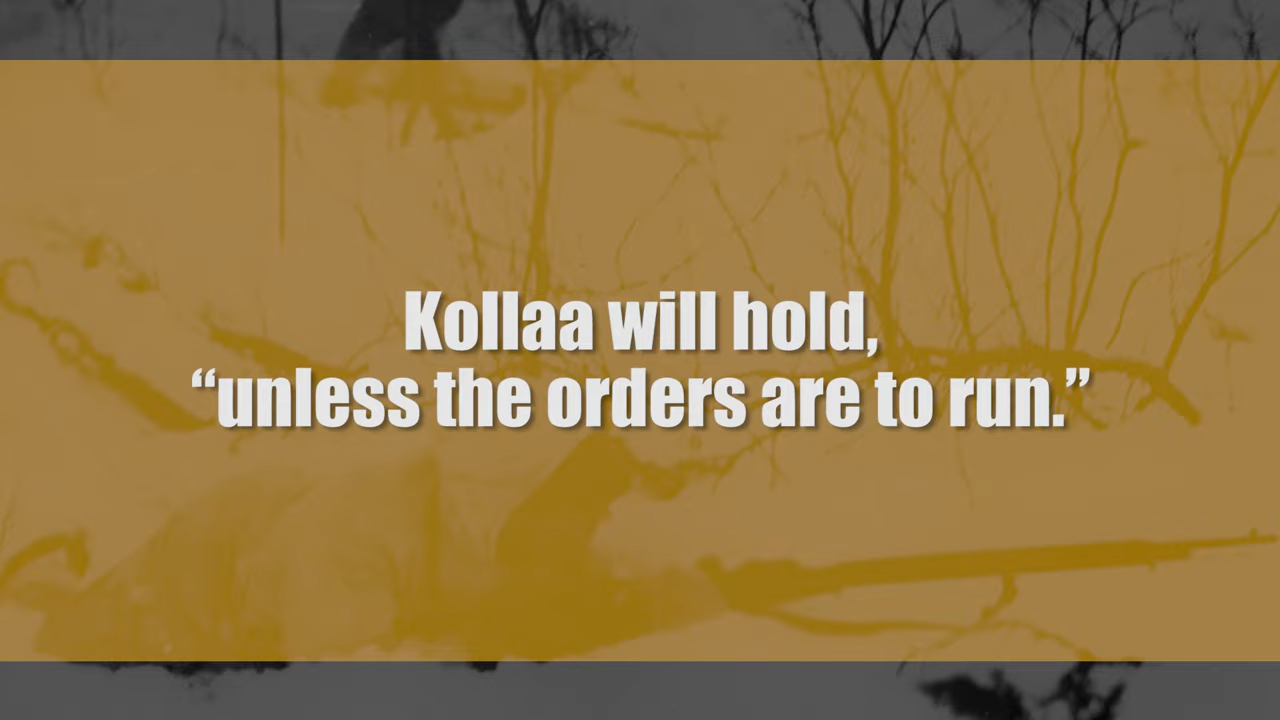 Kollaa will hold,
“unless the orders are to run.”